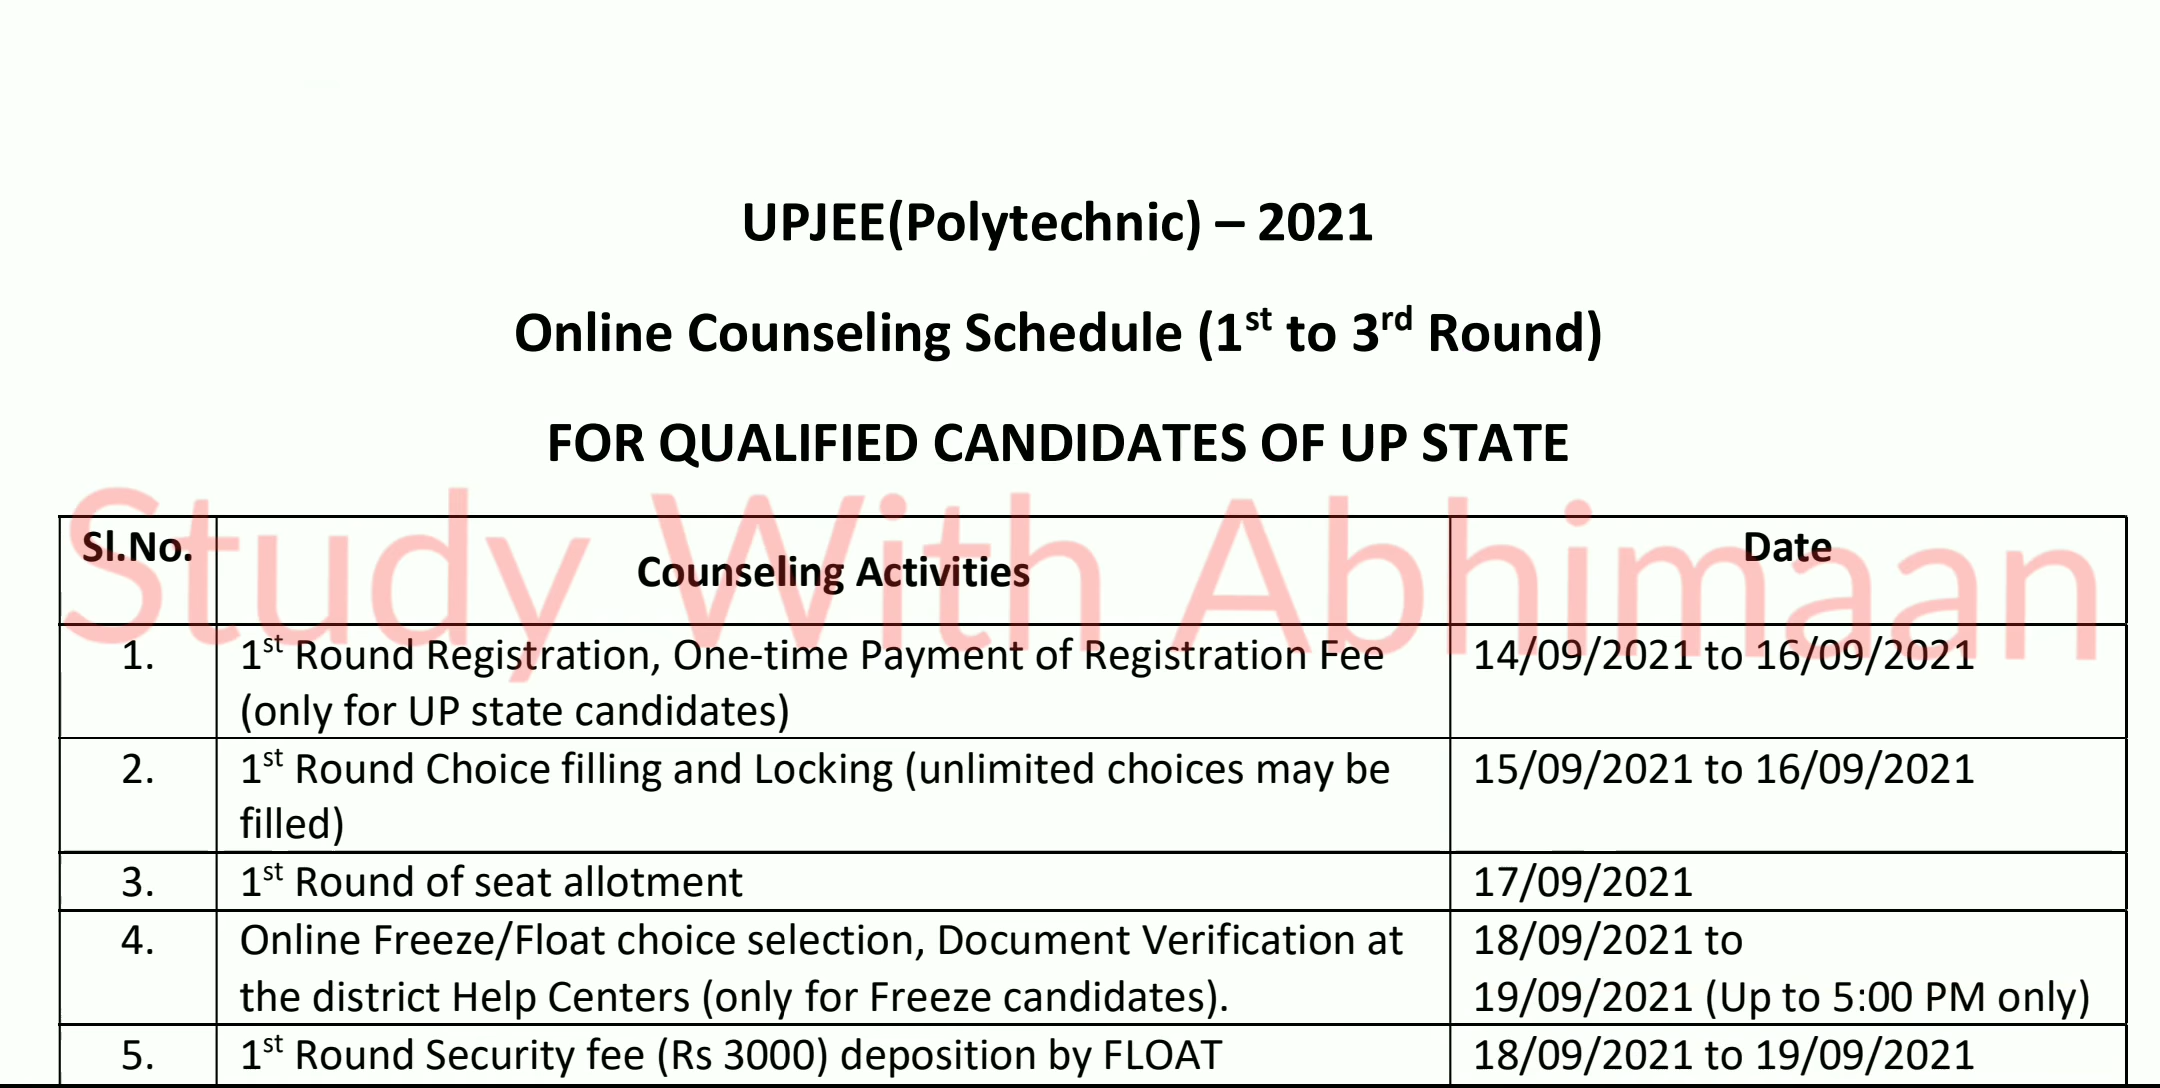 UPJEE(Polytechnic) – 2021
Online Counseling Schedule (1st to 3rd Round)
FOR QUALIFIED CANDIDATES OF UP STATE
Study With Abhimaan
Sl.No.
Counseling Activities
Date
1.
1st Round Registration, One-time Payment of Registration Fee
(only for UP state candidates)
14/09/2021 to 16/09/2021
2.
1st Round Choice filling and Locking (unlimited choices may be
filled)
15/09/2021 to 16/09/2021
3.
1st Round of seat allotment
17/09/2021
4.
Online Freeze/Float choice selection, Document Verification at
the district Help Centers (only for Freeze candidates).
18/09/2021 to
19/09/2021 (Up to 5:00 PM only)
5.
1st Round Security fee (Rs 3000) deposition by FLOAT
18/09/2021 to 19/09/2021